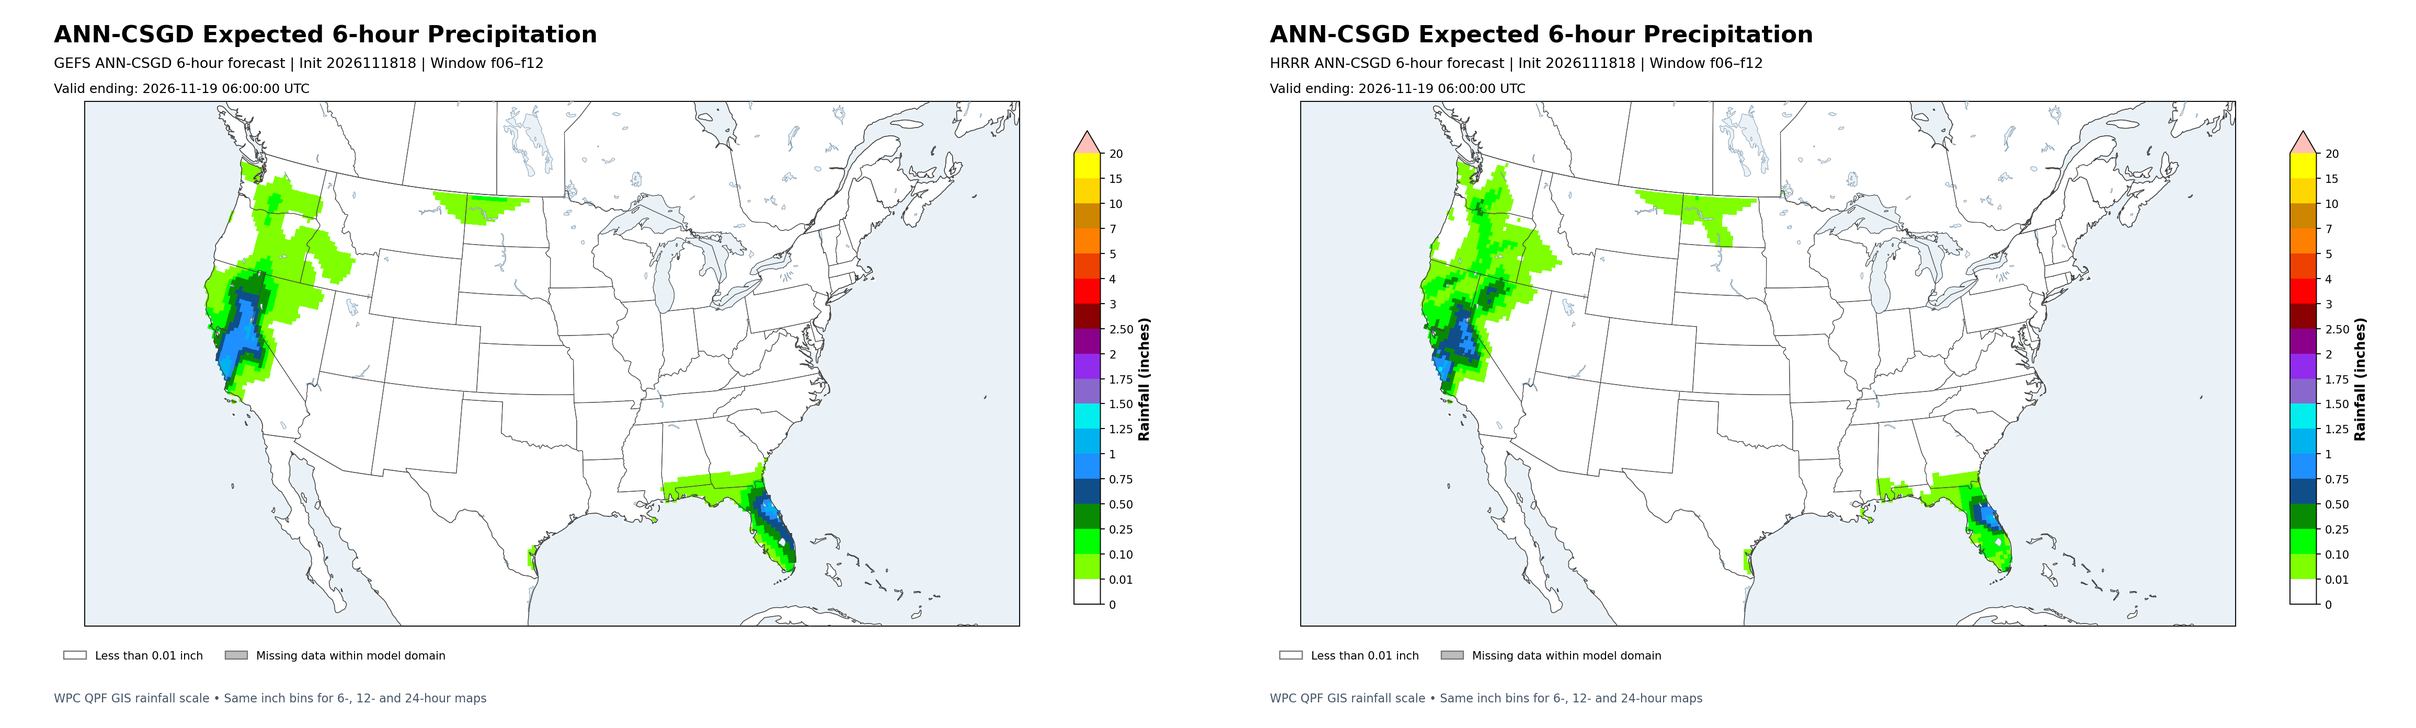 ANN-CSGD Expected 6-hour Precipitation
GEFS ANN-CSGD 6-hour forecast | Init 2026111818 | Window f06–f12
Valid ending: 2026-11-19 06:00:00 UTC
20
15
10
7
5
4
3
2.50
2
1.75
1.50
1.25
1
0.75
0.50
0.25
0.10
0.01
0
Rainfall (inches)
Less than 0.01 inch
Missing data within model domain
WPC QPF GIS rainfall scale • Same inch bins for 6-, 12- and 24-hour maps
ANN-CSGD Expected 6-hour Precipitation
HRRR ANN-CSGD 6-hour forecast | Init 2026111818 | Window f06–f12
Valid ending: 2026-11-19 06:00:00 UTC
20
15
10
7
5
4
3
2.50
2
1.75
1.50
1.25
1
0.75
0.50
0.25
0.10
0.01
0
Rainfall (inches)
Less than 0.01 inch
Missing data within model domain
WPC QPF GIS rainfall scale • Same inch bins for 6-, 12- and 24-hour maps